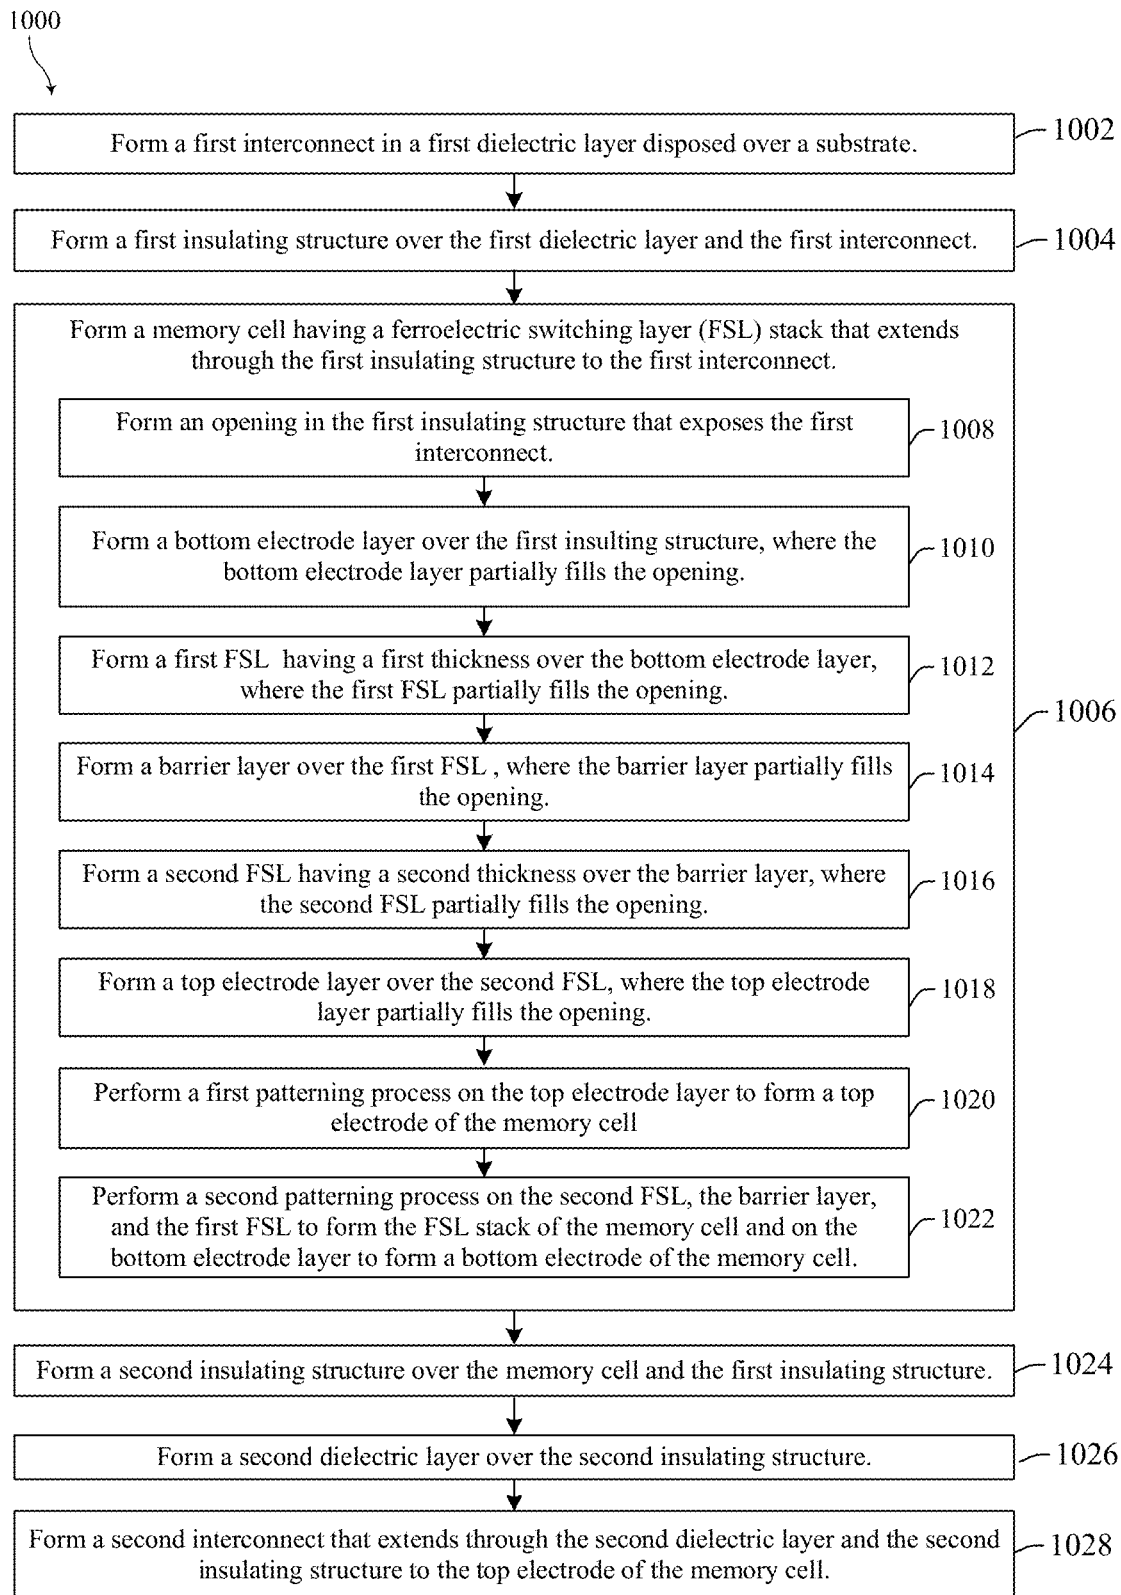 1000
Form a first interconnect in a first dielectric layer disposed over a substrate.
1002
Form a first insulating structure over the first dielectric layer and the first interconnect.
1004
Form a memory cell having a ferroelectric switching layer (FSL) stack that extends
through the first insulating structure to the first interconnect.
1006
Form an opening in the first insulating structure that exposes the first
interconnect.
1008
Form a bottom electrode layer over the first insulting structure, where the
bottom electrode layer partially fills the opening.
1010
Form a first FSL having a first thickness over the bottom electrode layer,
where the first FSL partially fills the opening.
1012
Form a barrier layer over the first FSL , where the barrier layer partially fills
the opening.
1014
Form a second FSL having a second thickness over the barrier layer, where
the second FSL partially fills the opening.
1016
Form a top electrode layer over the second FSL, where the top electrode
layer partially fills the opening.
1018
Perform a first patterning process on the top electrode layer to form a top
electrode of the memory cell
1020
Perform a second patterning process on the second FSL, the barrier layer,
and the first FSL to form the FSL stack of the memory cell and on the
bottom electrode layer to form a bottom electrode of the memory cell.
1022
Form a second insulating structure over the memory cell and the first insulating structure.
1024
Form a second dielectric layer over the second insulating structure.
1026
Form a second interconnect that extends through the second dielectric layer and the second
insulating structure to the top electrode of the memory cell.
1028